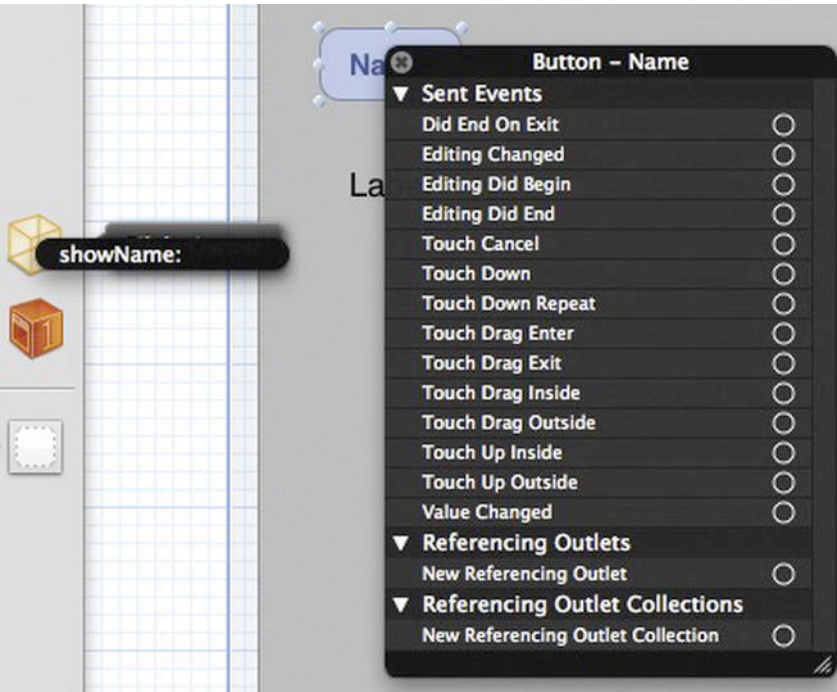 Na
Button – Name
Sent Events
Did End On Exit
Editing Changed
La
Editing Did Begin
Editing Did End
Touch Cancel
showName:
Touch Down
Touch Down Repeat
Touch Drag Enter
1
Touch Drag Exit
Touch Drag Inside
Touch Drag Outside
Touch Up Inside
Touch Up Outside
Value Changed
Referencing Outlets
New Referencing Outlet
Referencing Outlet Collections
New Referencing Outlet Collection